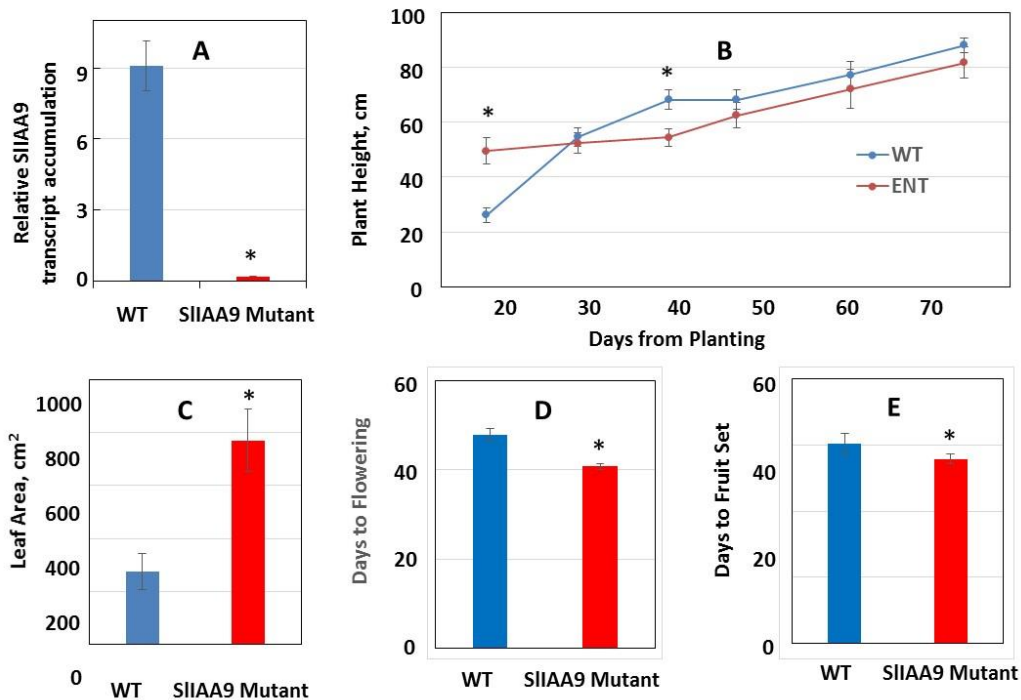 A
Relative SlIAA9
transcript accumulation
9
6
3
0
*
WT
SlIAA9 Mutant
B
Plant Height, cm
100
80
60
40
20
0
*
*
WT
ENT
20
30
40
50
60
70
Days from Planting
C
Leaf Area, cm²
1000
800
600
400
200
0
*
WT
SlIAA9 Mutant
D
Days to Flowering
60
40
20
0
*
WT
SlIAA9 Mutant
E
Days to Fruit Set
60
40
20
0
*
WT
SlIAA9 Mutant